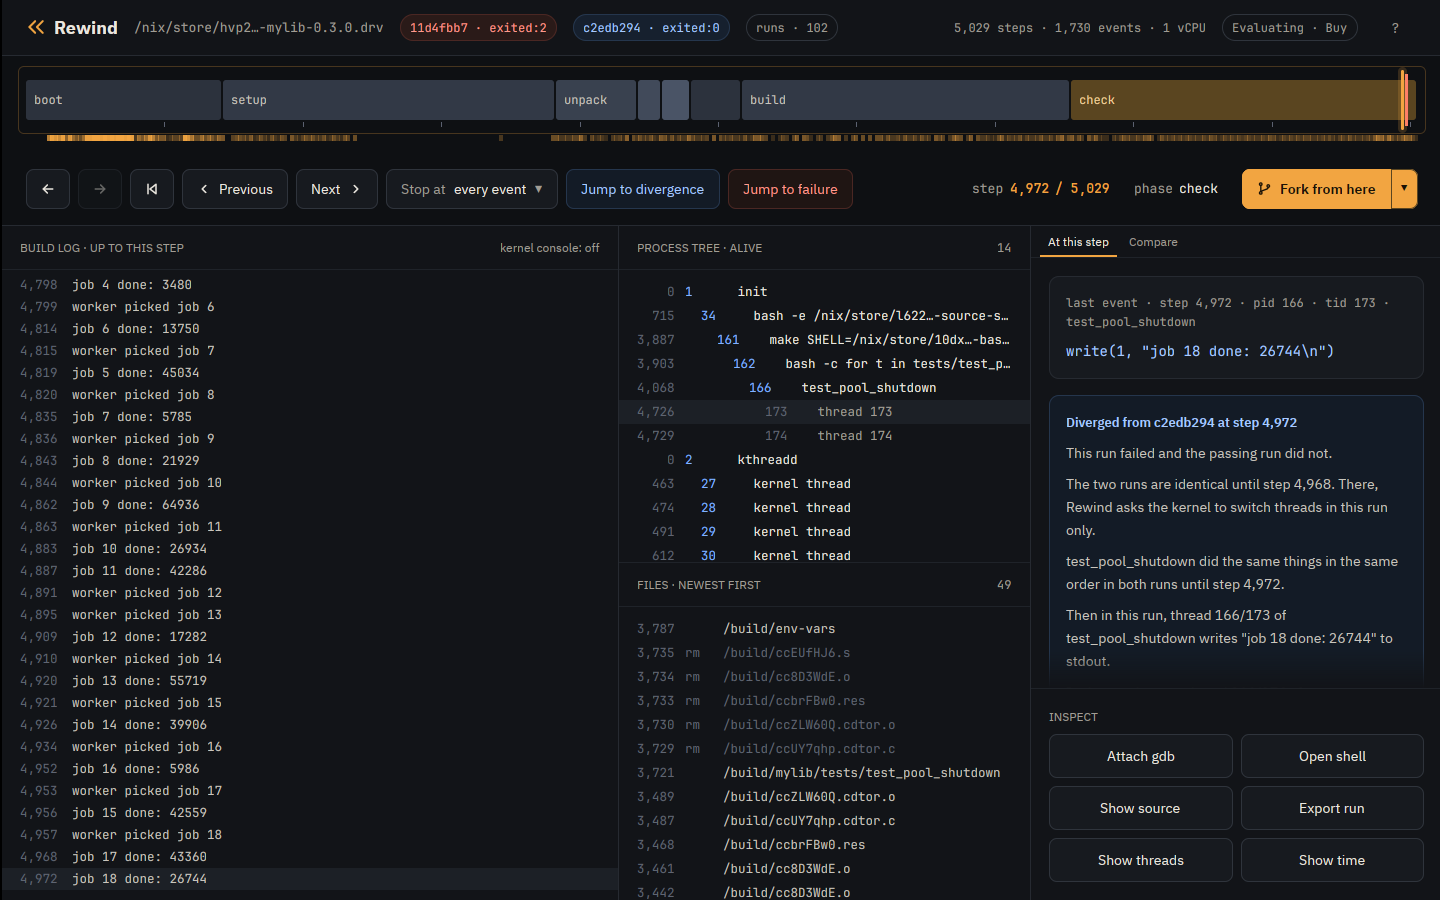 Rewind
/nix/store/hvp2…-mylib-0.3.0.drv
11d4fbb7 · exited:2
c2edb294 · exited:0
runs · 102
5,029 steps · 1,730 events · 1 vCPU
Evaluating · Buy
?
boot
setup
unpack
build
check
Previous
Next
Stop at every event
Jump to divergence
Jump to failure
step 4,972 / 5,029
phase check
Fork from here
BUILD LOG · UP TO THIS STEP
kernel console: off
4,798 job 4 done: 3480
4,799 worker picked job 6
4,814 job 6 done: 13750
4,815 worker picked job 7
4,819 job 5 done: 45034
4,820 worker picked job 8
4,835 job 7 done: 5785
4,836 worker picked job 9
4,843 job 8 done: 21929
4,844 worker picked job 10
4,862 job 9 done: 64936
4,863 worker picked job 11
4,883 job 10 done: 26934
4,887 job 11 done: 42286
4,891 worker picked job 12
4,895 worker picked job 13
4,909 job 12 done: 17282
4,910 worker picked job 14
4,920 job 13 done: 55719
4,921 worker picked job 15
4,926 job 14 done: 39906
4,934 worker picked job 16
4,952 job 16 done: 5986
4,953 worker picked job 17
4,956 job 15 done: 42559
4,957 worker picked job 18
4,968 job 17 done: 43360
4,972 job 18 done: 26744
PROCESS TREE · ALIVE
14
0 1 init
715 34 bash -e /nix/store/l622…-source-s…
3,887 161 make SHELL=/nix/store/10dx…-bas…
3,903 162 bash -c for t in tests/test_p…
4,068 166 test_pool_shutdown
4,726 173 thread 173
4,729 174 thread 174
0 2 kthreadd
463 27 kernel thread
474 28 kernel thread
491 29 kernel thread
612 30 kernel thread
FILES · NEWEST FIRST
49
3,787 /build/env-vars
3,735 rm /build/ccEUfHJ6.s
3,734 rm /build/cc8D3WdE.o
3,733 rm /build/ccbrFBw0.res
3,730 rm /build/ccZLW60Q.cdtor.o
3,729 rm /build/ccUY7qhp.cdtor.c
3,721 /build/mylib/tests/test_pool_shutdown
3,489 /build/ccZLW60Q.cdtor.o
3,487 /build/ccUY7qhp.cdtor.c
3,468 /build/ccbrFBw0.res
3,461 /build/cc8D3WdE.o
3,442 /build/cc8D3WdE.o
At this step
Compare
last event · step 4,972 · pid 166 · tid 173 ·
test_pool_shutdown
write(1, "job 18 done: 26744\n")
Diverged from c2edb294 at step 4,972
This run failed and the passing run did not.
The two runs are identical until step 4,968. There,
Rewind asks the kernel to switch threads in this run
only.
test_pool_shutdown did the same things in the same
order in both runs until step 4,972.
Then in this run, thread 166/173 of
test_pool_shutdown writes "job 18 done: 26744" to
stdout.
INSPECT
Attach gdb
Open shell
Show source
Export run
Show threads
Show time